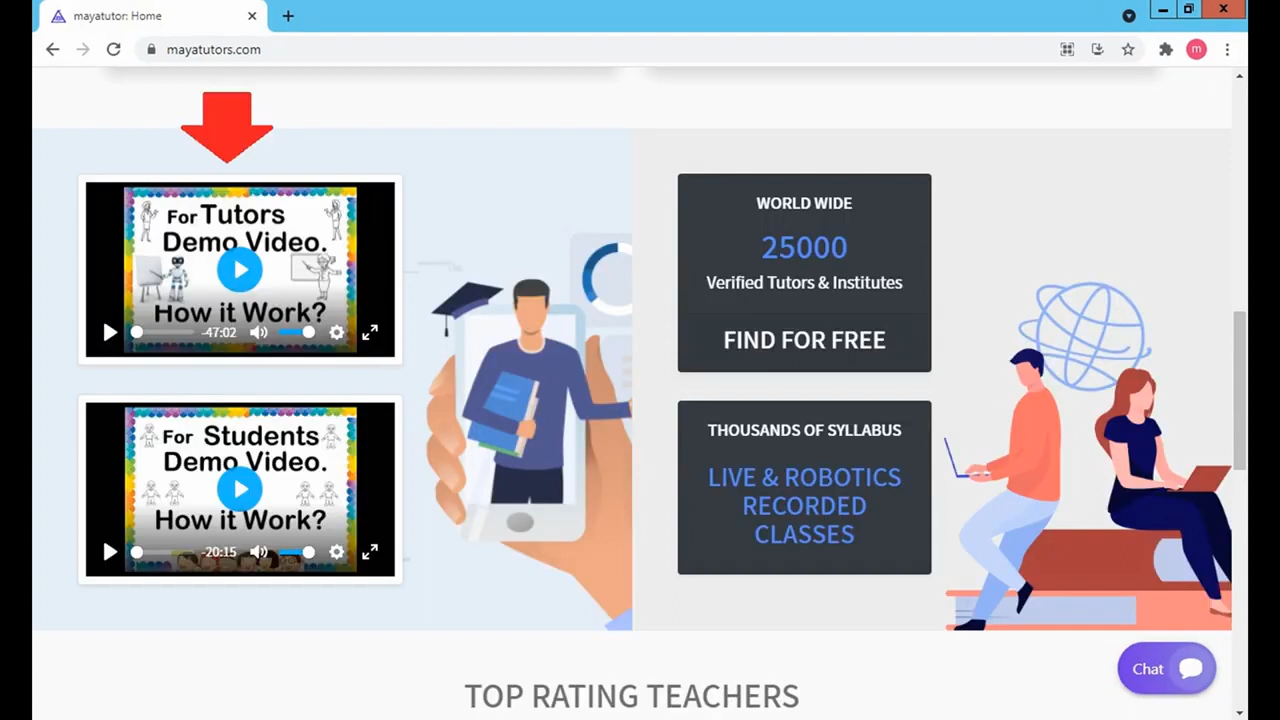 mayatutor: Home
mayatutors.com
m
For Tutors
Demo Video.
How it Work?
-47:02
For Students
Demo Video.
How it Work?
-20:15
WORLD WIDE
25000
Verified Tutors & Institutes
FIND FOR FREE
THOUSANDS OF SYLLABUS
LIVE & ROBOTICS
RECORDED
CLASSES
Chat
TOP RATING TEACHERS